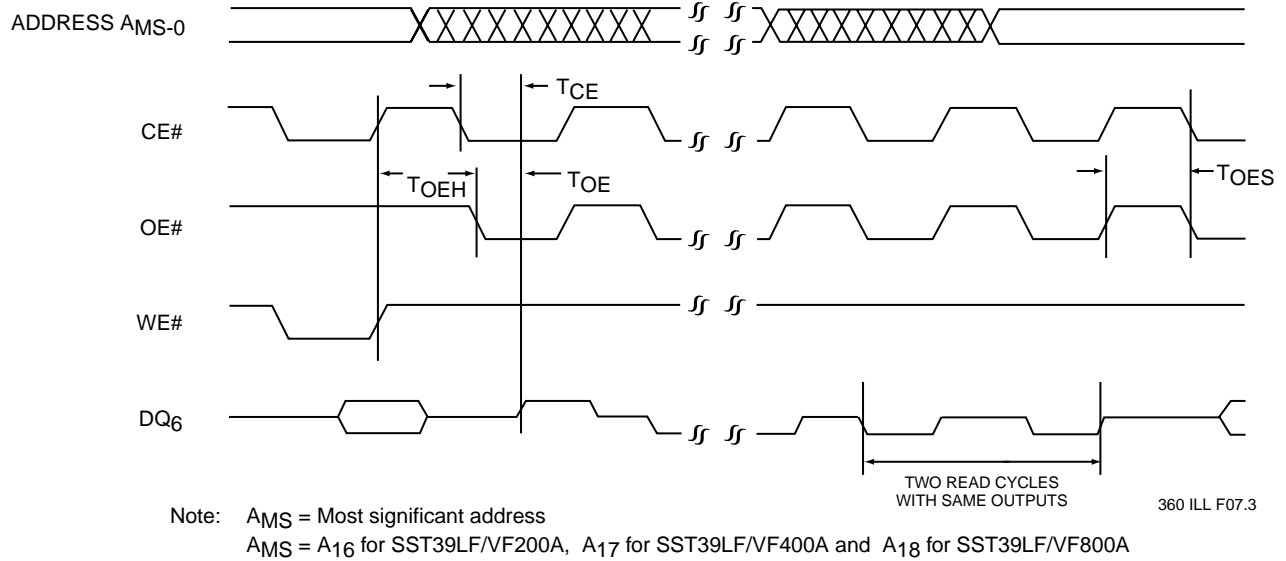 ADDRESS AMS-0
TCE
CE#
TOEH
TOE
TOES
OE#
WE#
DQ6
TWO READ CYCLES
WITH SAME OUTPUTS
360 ILL F07.3
Note: AMS = Most significant address
AMS = A16 for SST39LF/VF200A, A17 for SST39LF/VF400A and A18 for SST39LF/VF800A